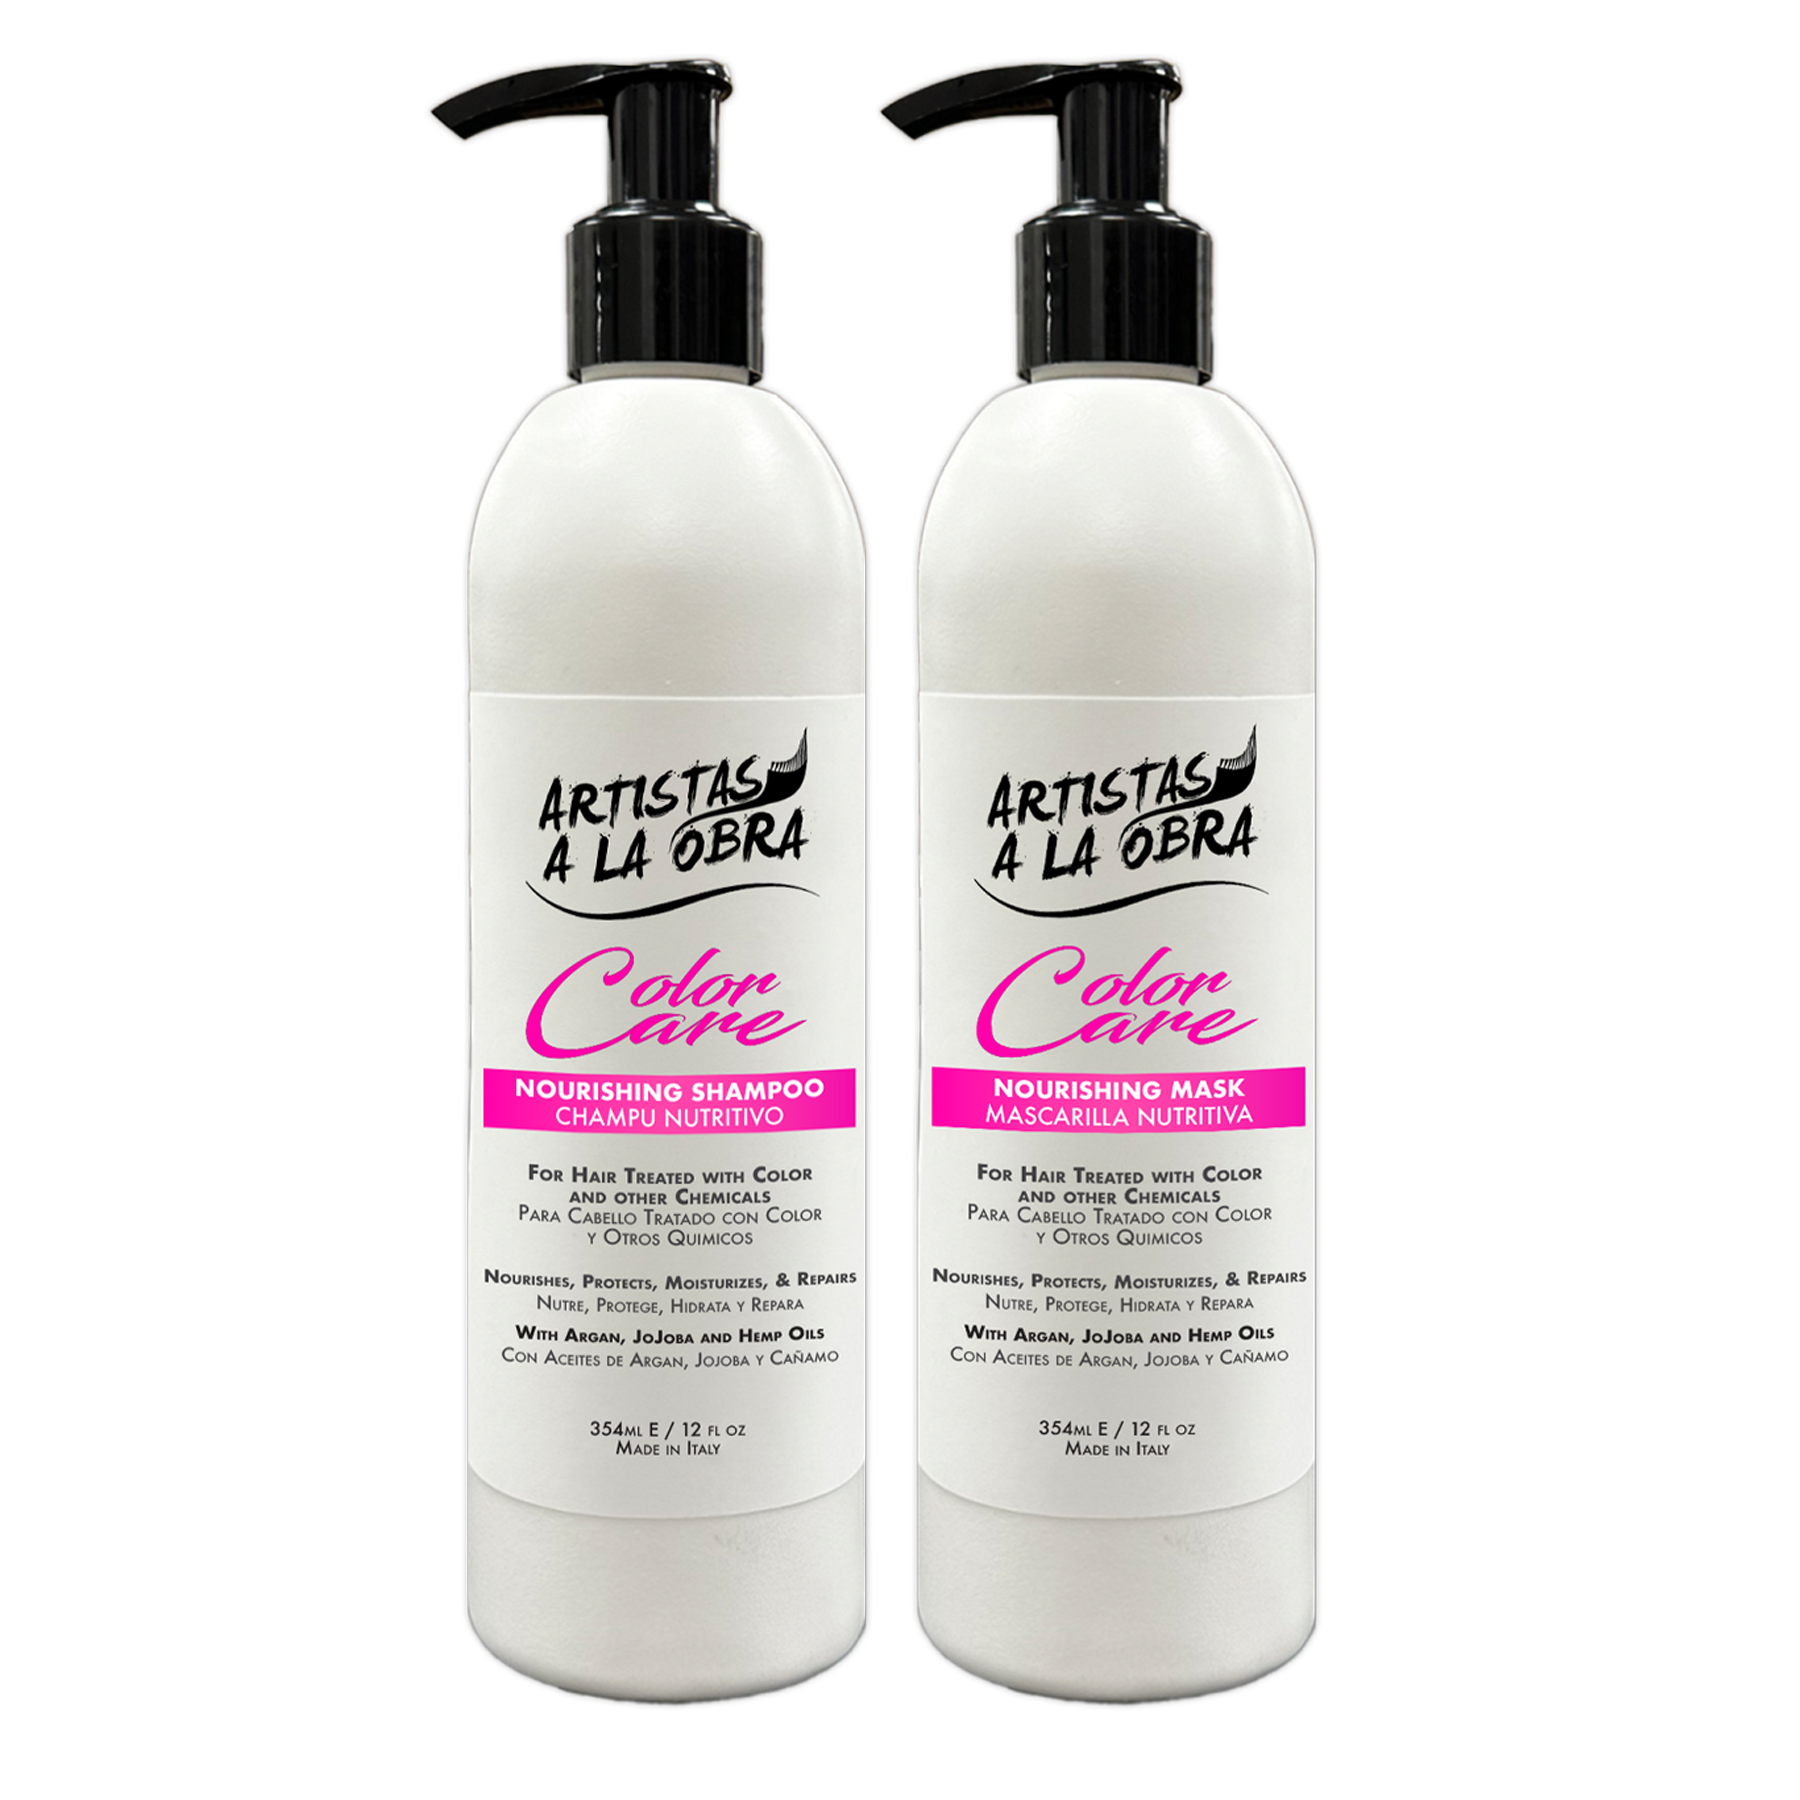 ARTISTAS
A LA OBRA
Color
Care
NOURISHING SHAMPOO
CHAMPU NUTRITIVO
FOR HAIR TREATED WITH COLOR
AND OTHER CHEMICALS
PARA CABELLO TRATADO CON COLOR
Y OTROS QUIMICOS
NOURISHES, PROTECTS, MOISTURIZES, & REPAIRS
NUTRE, PROTEGE, HIDRATA Y REPARA
WITH ARGAN, JOJOBA AND HEMP OILS
CON ACEITES DE ARGAN, JOJOBA Y CAÑAMO
354ML E / 12 FL OZ
MADE IN ITALY
ARTISTAS
A LA OBRA
Color
Care
NOURISHING MASK
MASCARILLA NUTRITIVA
FOR HAIR TREATED WITH COLOR
AND OTHER CHEMICALS
PARA CABELLO TRATADO CON COLOR
Y OTROS QUIMICOS
NOURISHES, PROTECTS, MOISTURIZES, & REPAIRS
NUTRE, PROTEGE, HIDRATA Y REPARA
WITH ARGAN, JOJOBA AND HEMP OILS
CON ACEITES DE ARGAN, JOJOBA Y CAÑAMO
354ML E / 12 FL OZ
MADE IN ITALY